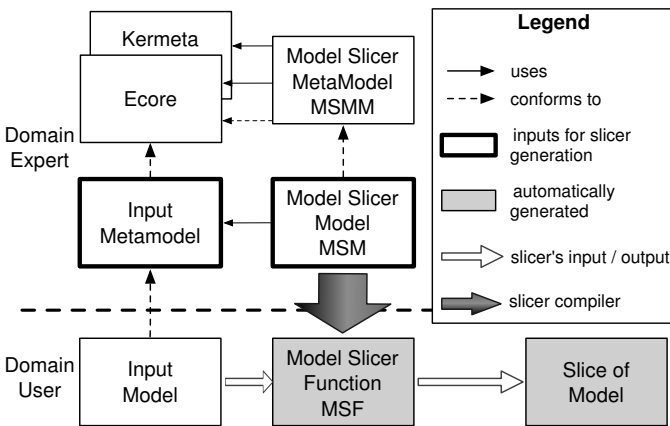 Kermeta
Ecore
Model Slicer
MetaModel
MSMM
Domain
Expert
Input
Metamodel
Model Slicer
Model
MSM
Domain
User
Input
Model
Model Slicer
Function
MSF
Slice of
Model
Legend
uses
conforms to
inputs for slicer
generation
automatically
generated
slicer's input / output
slicer compiler